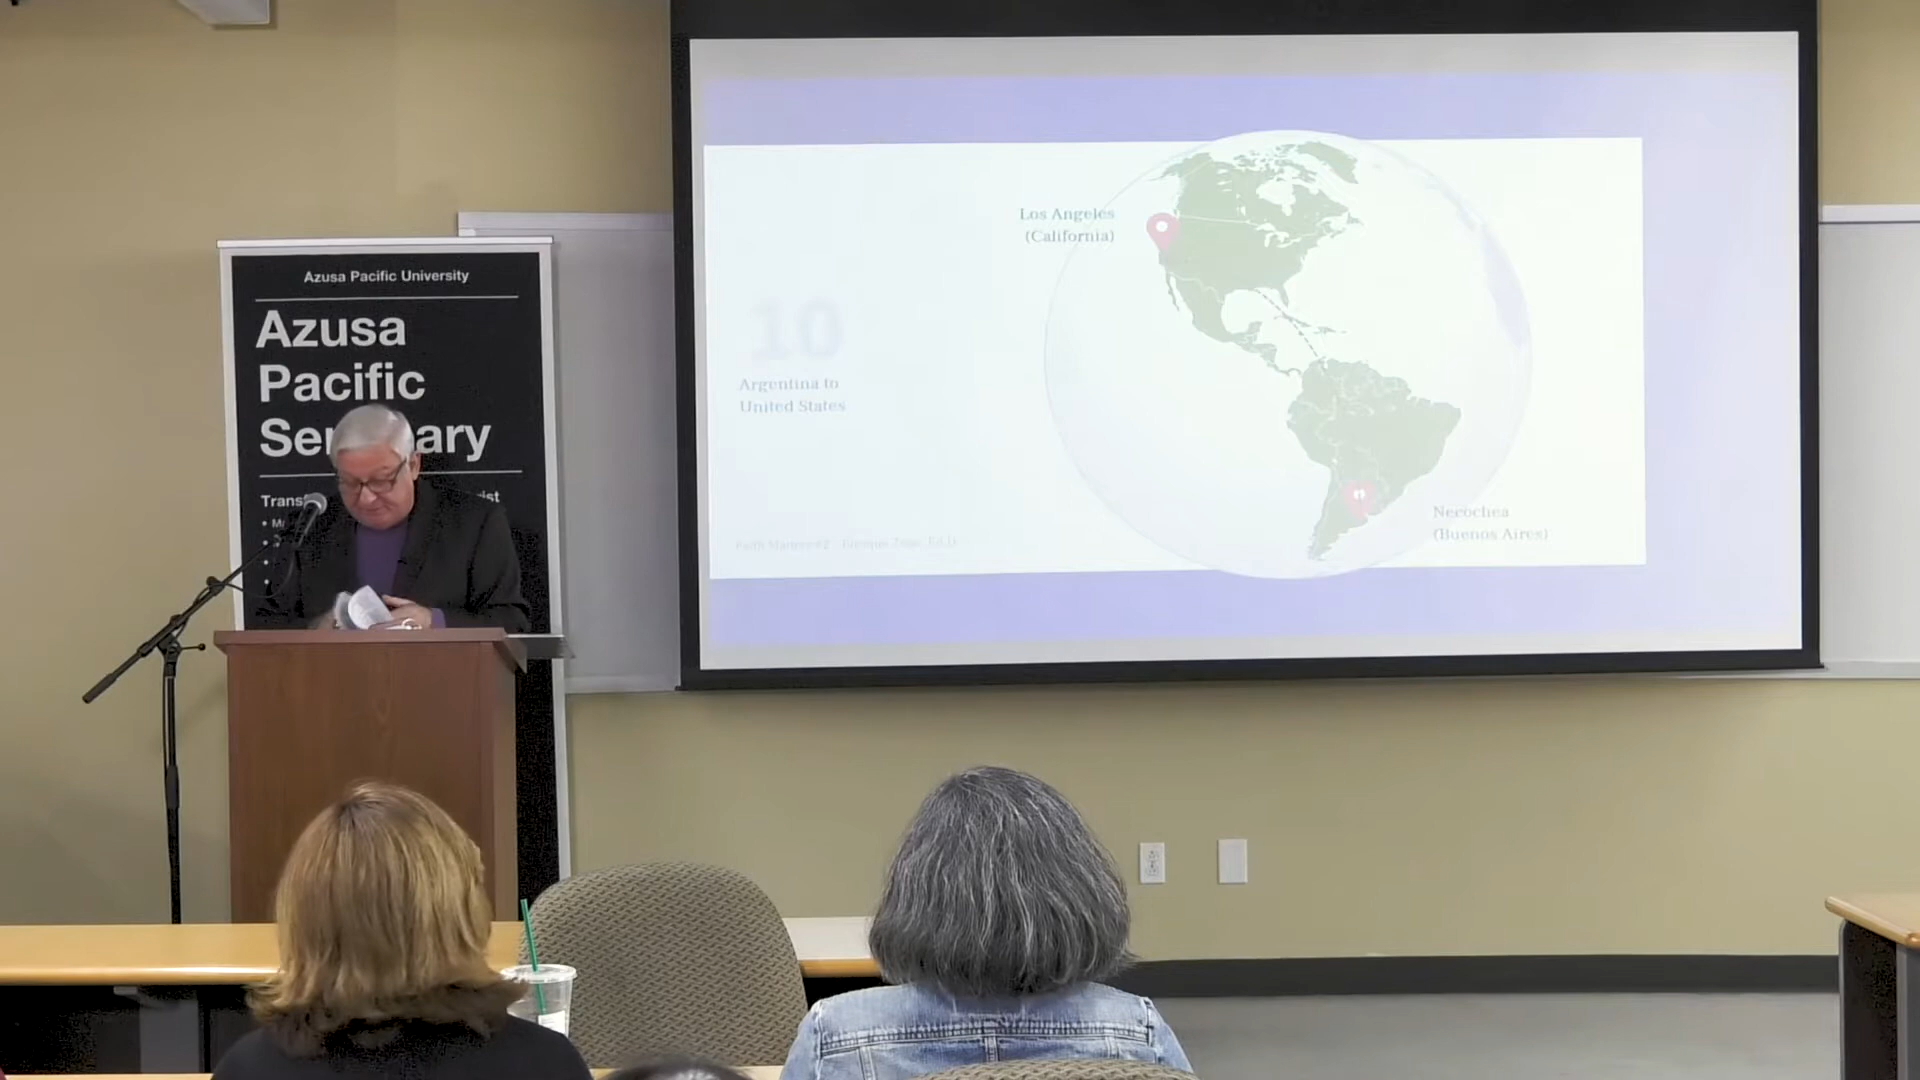 Azusa Pacific University
Azusa
Pacific
Se ary
Trans ist
Los Angeles
(California)
10
Argentina to
United States
Necochea
(Buenos Aires)